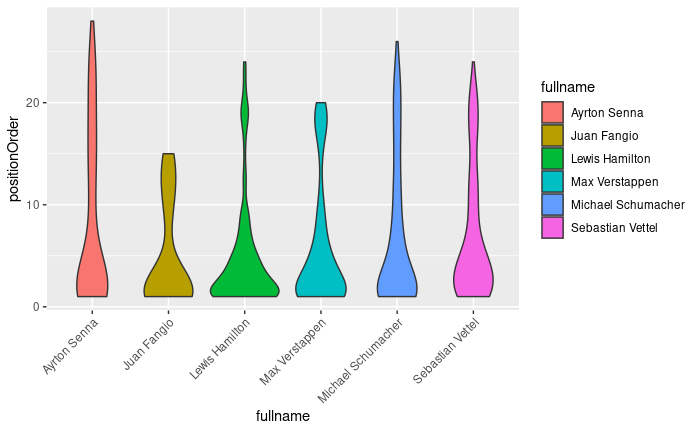 positionOrder
20
10
0
Ayrton Senna
Juan Fangio
Lewis Hamilton
Max Verstappen
Michael Schumacher
Sebastian Vettel
fullname
fullname
Ayrton Senna
Juan Fangio
Lewis Hamilton
Max Verstappen
Michael Schumacher
Sebastian Vettel